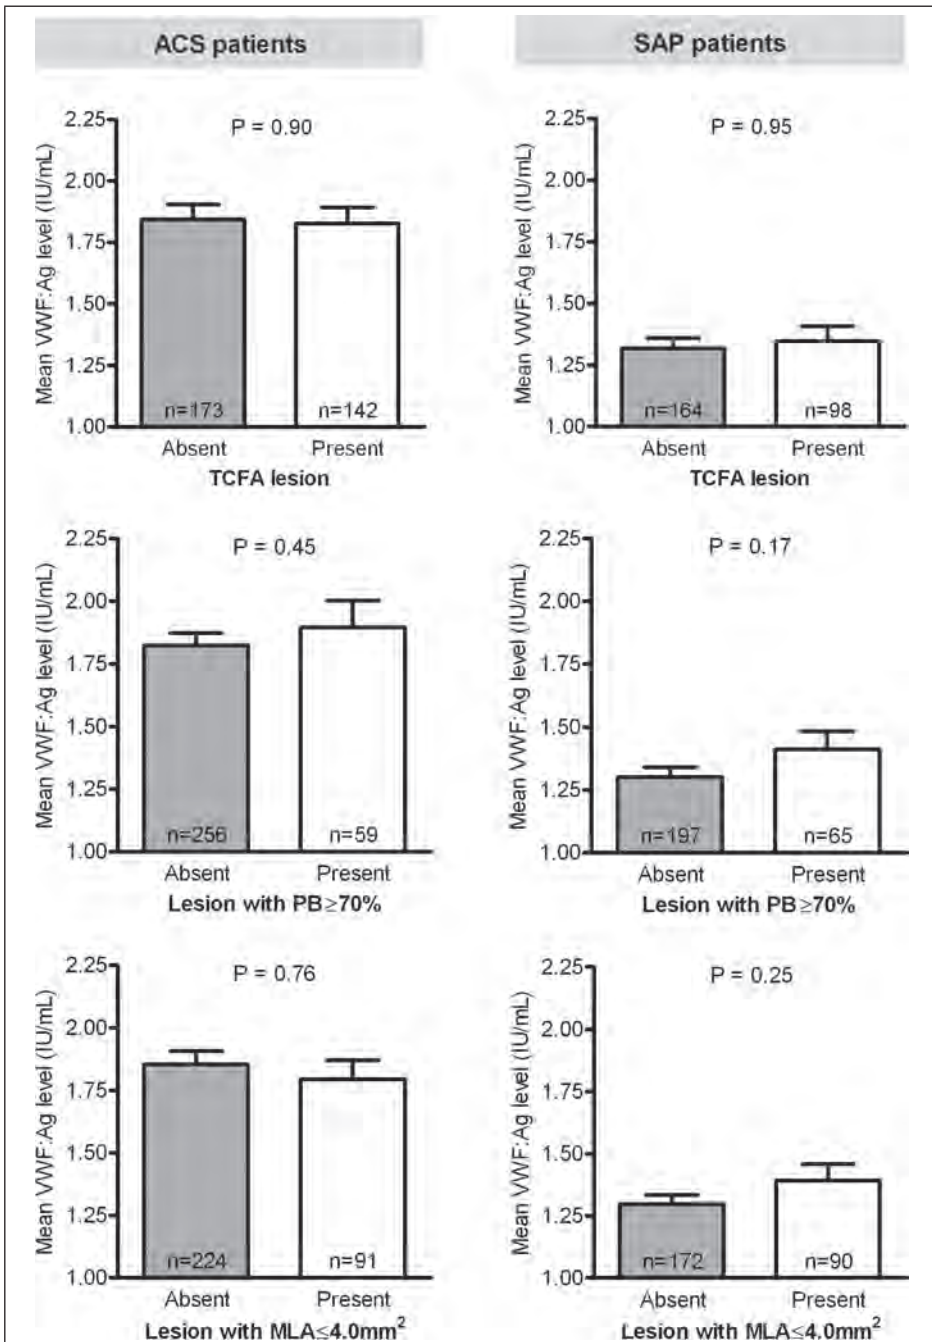 ACS patients
SAP patients
Mean VWF:Ag level (IU/mL)
2.25
2.00
1.75
1.50
1.25
1.00
P = 0.90
n=173
n=142
Absent
Present
TCFA lesion
Mean VWF:Ag level (IU/mL)
2.25
2.00
1.75
1.50
1.25
1.00
P = 0.95
n=164
n=98
Absent
Present
TCFA lesion
Mean VWF:Ag level (IU/mL)
2.25
2.00
1.75
1.50
1.25
1.00
P = 0.45
n=256
n=59
Absent
Present
Lesion with PB≥70%
Mean VWF:Ag level (IU/mL)
2.25
2.00
1.75
1.50
1.25
1.00
P = 0.17
n=197
n=65
Absent
Present
Lesion with PB≥70%
Mean VWF:Ag level (IU/mL)
2.25
2.00
1.75
1.50
1.25
1.00
P = 0.76
n=224
n=91
Absent
Present
Lesion with MLA≤4.0mm²
Mean VWF:Ag level (IU/mL)
2.25
2.00
1.75
1.50
1.25
1.00
P = 0.25
n=172
n=90
Absent
Present
Lesion with MLA≤4.0mm²